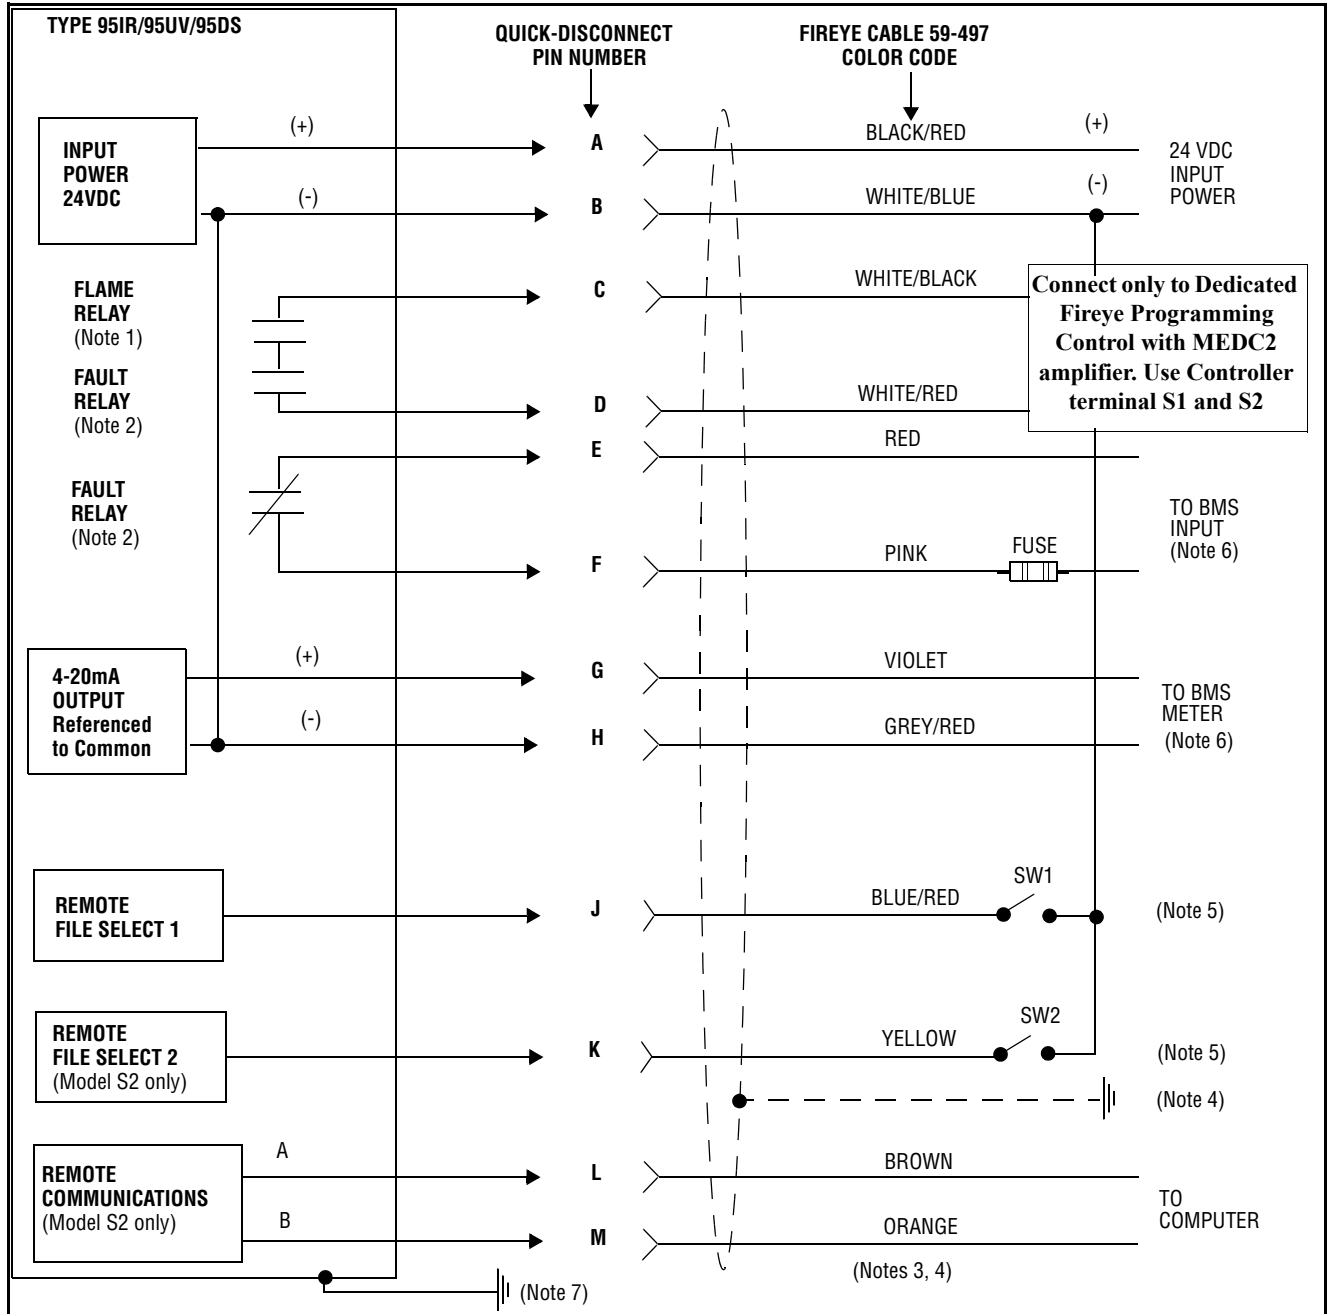 TYPE 95IR/95UV/95DS
QUICK-DISCONNECT
PIN NUMBER
FIREYE CABLE 59-497
COLOR CODE
INPUT
POWER
24VDC
(+)
A
BLACK/RED
(+)
24 VDC
INPUT
POWER
(-)
B
WHITE/BLUE
(-)
FLAME
RELAY
(Note 1)
C
WHITE/BLACK
Connect only to Dedicated
Fireye Programming
Control with MEDC2
amplifier. Use Controller
terminal S1 and S2
FAULT
RELAY
(Note 2)
D
WHITE/RED
E
RED
FAULT
RELAY
(Note 2)
F
PINK
FUSE
TO BMS
INPUT
(Note 6)
4-20mA
OUTPUT
Referenced
to Common
(+)
G
VIOLET
(-)
H
GREY/RED
TO BMS
METER
(Note 6)
REMOTE
FILE SELECT 1
J
BLUE/RED
SW1
(Note 5)
REMOTE
FILE SELECT 2
(Model S2 only)
K
YELLOW
SW2
(Note 5)
(Note 4)
REMOTE
COMMUNICATIONS
(Model S2 only)
A
L
BROWN
B
M
ORANGE
TO
COMPUTER
(Notes 3, 4)
(Note 7)